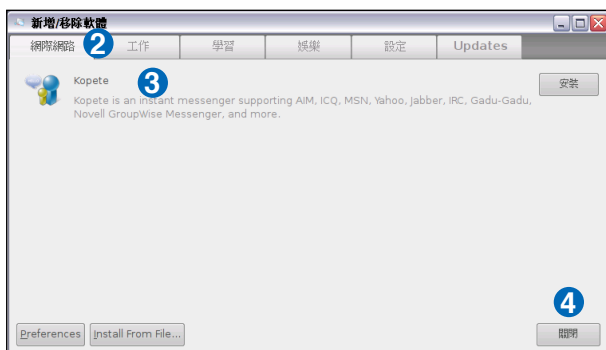 新增/移除軟體
網際網路 2 工作 學習 娛樂 設定 Updates
Kopete 3
安裝
Kopete is an instant messenger supporting AIM, ICQ, MSN, Yahoo, Jabber, IRC, Gadu-Gadu,
Novell GroupWise Messenger, and more.
4
Preferences Install From File... 關閉